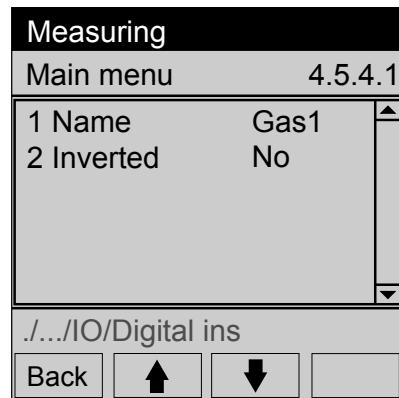 Measuring
Main menu 4.5.4.1
1 Name Gas1
2 Inverted No
./.../IO/Digital ins
Back